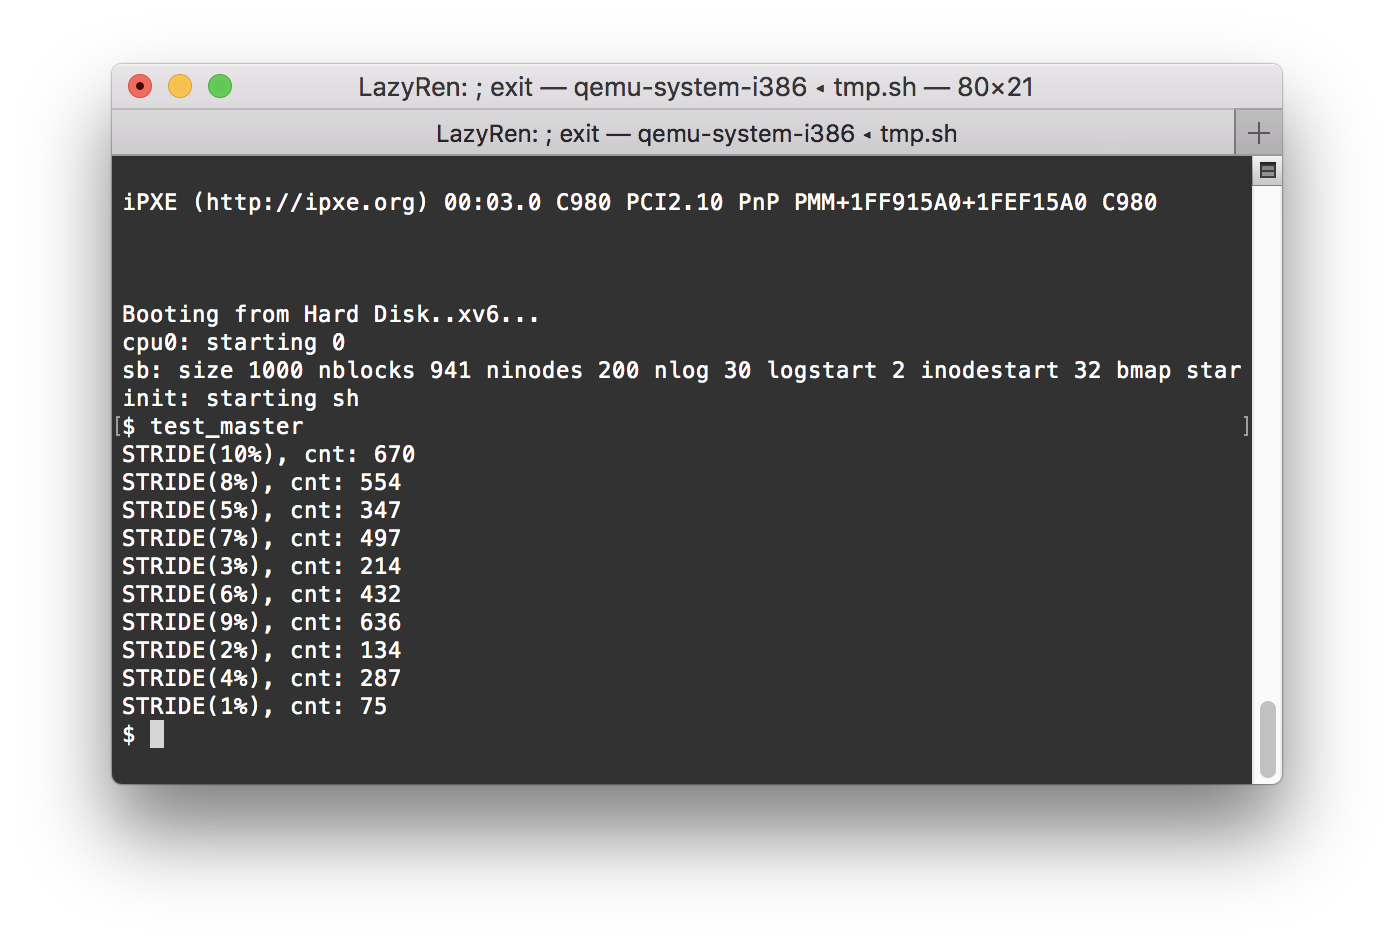 LazyRen: ; exit — qemu-system-i386 ◂ tmp.sh — 80×21
LazyRen: ; exit — qemu-system-i386 ◂ tmp.sh
iPXE (http://ipxe.org) 00:03.0 C980 PCI2.10 PnP PMM+1FF915A0+1FEF15A0 C980
Booting from Hard Disk..xv6...
cpu0: starting 0
sb: size 1000 nblocks 941 ninodes 200 nlog 30 logstart 2 inodestart 32 bmap star
init: starting sh
[$ test_master ]
STRIDE(10%), cnt: 670
STRIDE(8%), cnt: 554
STRIDE(5%), cnt: 347
STRIDE(7%), cnt: 497
STRIDE(3%), cnt: 214
STRIDE(6%), cnt: 432
STRIDE(9%), cnt: 636
STRIDE(2%), cnt: 134
STRIDE(4%), cnt: 287
STRIDE(1%), cnt: 75
$